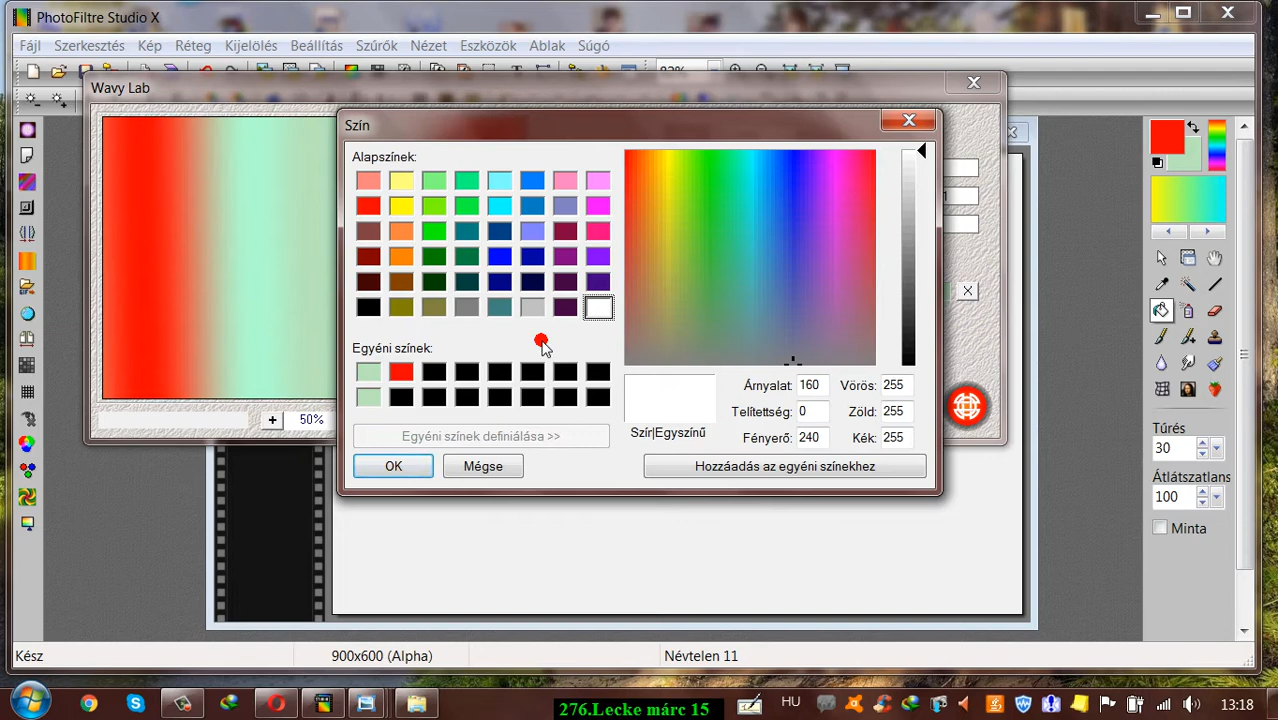 PhotoFiltre Studio X
Fájl Szerkesztés Kép Réteg Kijelölés Beállítás Szűrők Nézet Eszközök Ablak Súgó
Wavy Lab
Szín
Alapszínek:
Egyéni színek:
Egyéni színek definiálása >>
OK Mégse
Szín|Egyszínű
Árnyalat: 160 Vörös: 255
Telítettség: 0 Zöld: 255
Fényerő: 240 Kék: 255
Hozzáadás az egyéni színekhez
+ 50%
X
Tűrés
30
Átlátszatlans
100
Minta
Kész 900x600 (Alpha) Névtelen 11
276.Lecke márc 15
HU
13:18